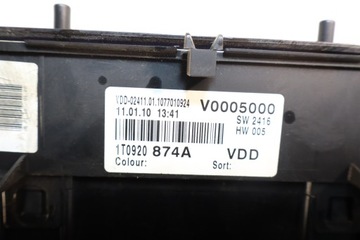 VDD-02411.01.1077010924
V0005000
11.01.10 13:41
SW 2416
HW 005
1T0920 874A VDD
Colour: Sort: